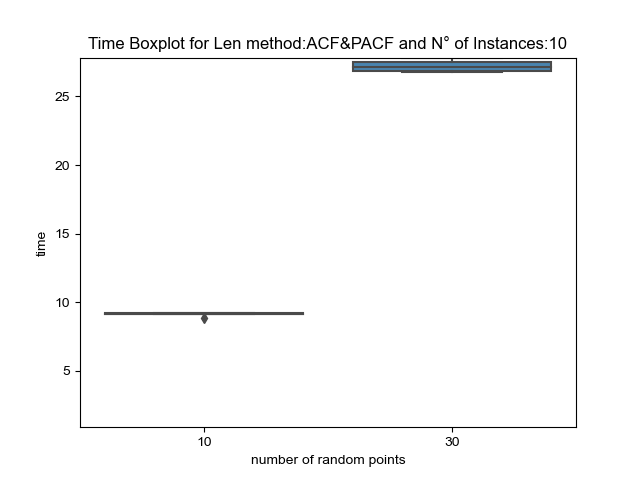 Time Boxplot for Len method:ACF&PACF and N° of Instances:10
25
20
15
10
5
time
10
30
number of random points